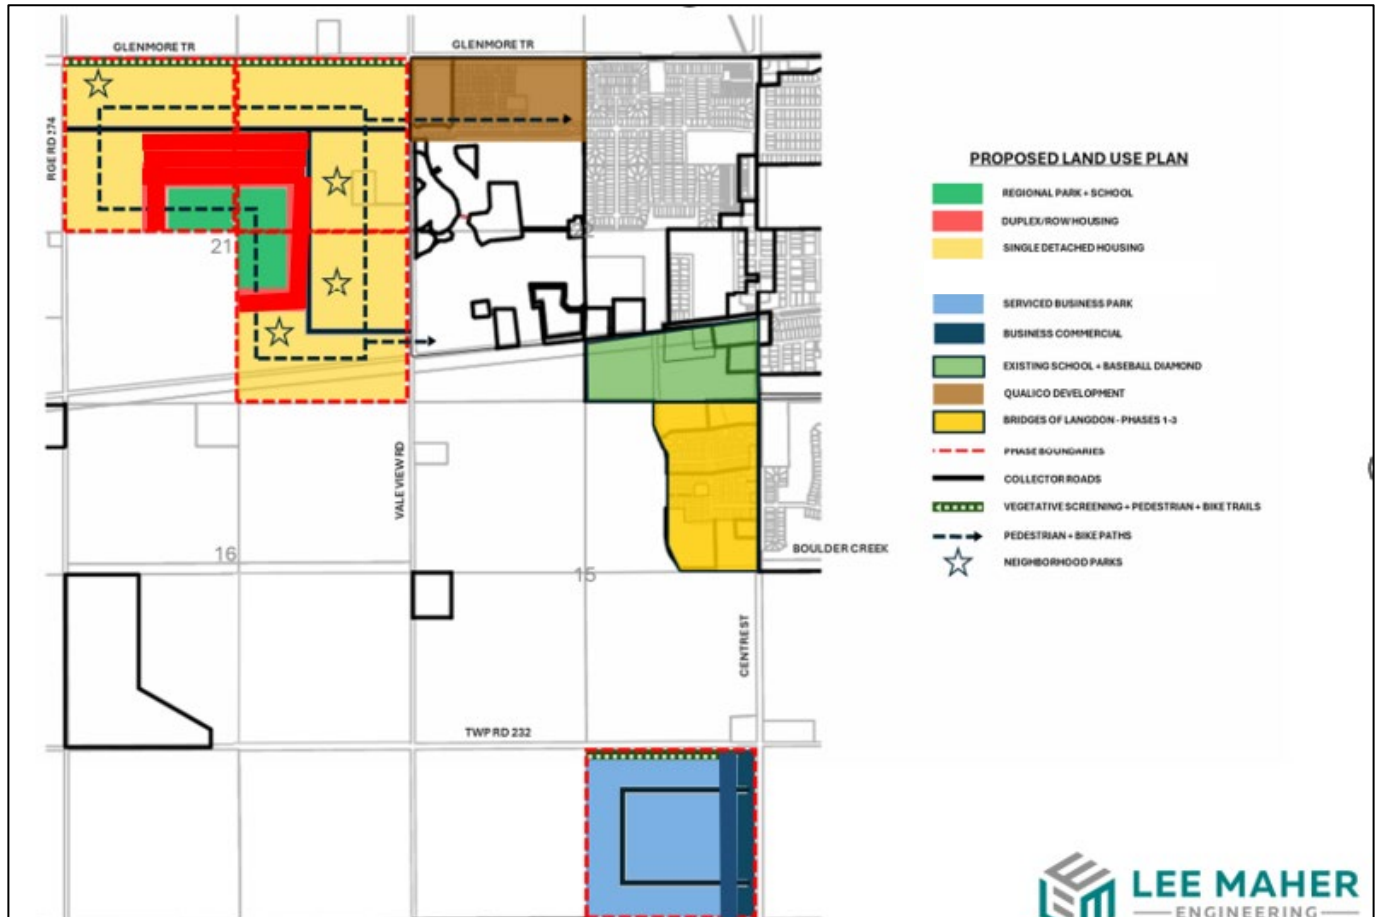 GLENMORE TR
GLENMORE TR
RGE RD 274
21
22
VALE VIEW RD
16
15
BOULDER CREEK
CENTRE ST
TWP RD 232
PROPOSED LAND USE PLAN
REGIONAL PARK + SCHOOL
DUPLEX/ROW HOUSING
SINGLE DETACHED HOUSING
SERVICED BUSINESS PARK
BUSINESS COMMERCIAL
EXISTING SCHOOL + BASEBALL DIAMOND
QUALICO DEVELOPMENT
BRIDGES OF LANGDON - PHASES 1-3
PHASE BOUNDARIES
COLLECTOR ROADS
VEGETATIVE SCREENING + PEDESTRIAN + BIKE TRAILS
PEDESTRIAN + BIKE PATHS
NEIGHBORHOOD PARKS
LEE MAHER
ENGINEERING